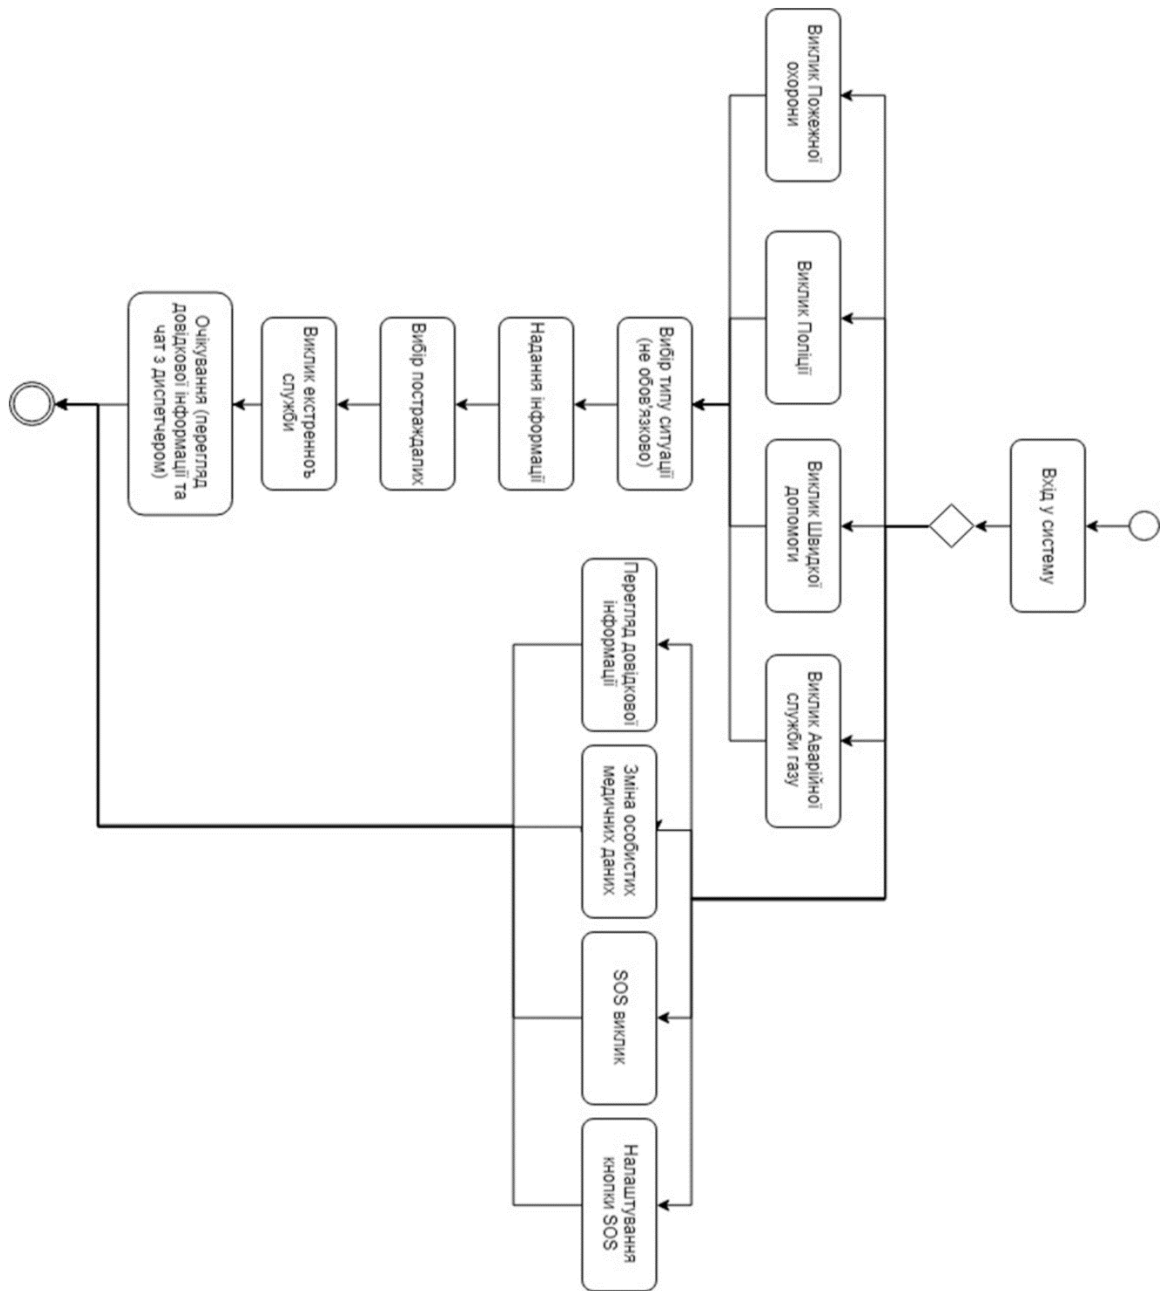 Вхід у систему
Виклик Пожежної
охорони
Виклик Поліції
Виклик Швидкої
допомоги
Виклик Аварійної
служби газу
Вибір типу ситуації
(не обов'язково)
Надання інформації
Вибір постраждалих
Виклик екстренноъ
служби
Очікування (перегляд
довідкової інформації та
чат з диспетчером)
Перегляд довідкової
інформації
Зміна особистих
медичних даних
SOS виклик
Налаштування
кнопки SOS